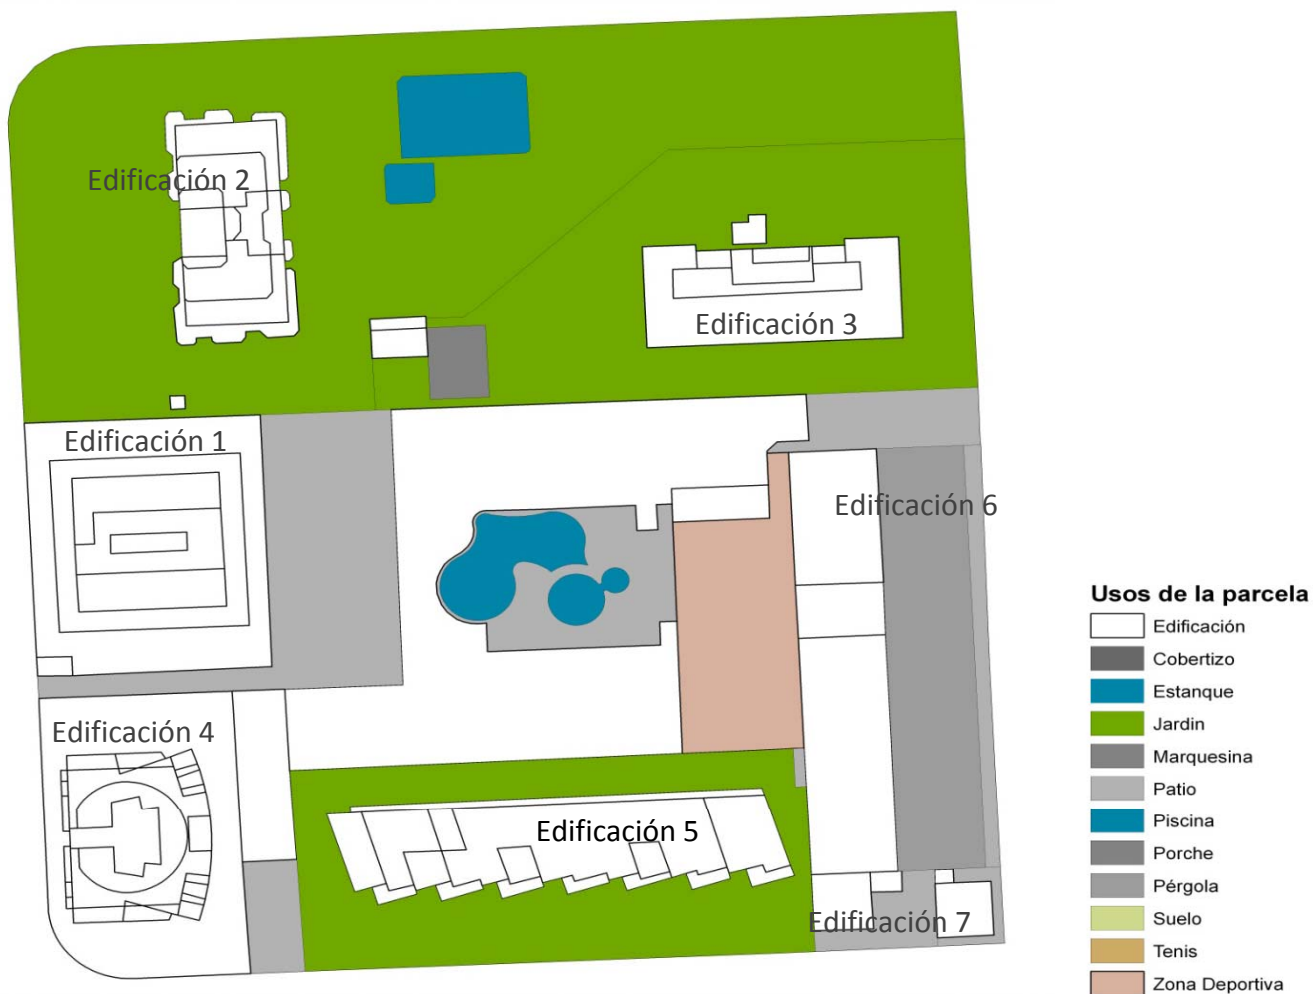 Edificación 2
Edificación 3
Edificación 1
Edificación 6
Edificación 4
Edificación 5
Edificación 7
Usos de la parcela
Edificación
Cobertizo
Estanque
Jardin
Marquesina
Patio
Piscina
Porche
Pérgola
Suelo
Tenis
Zona Deportiva